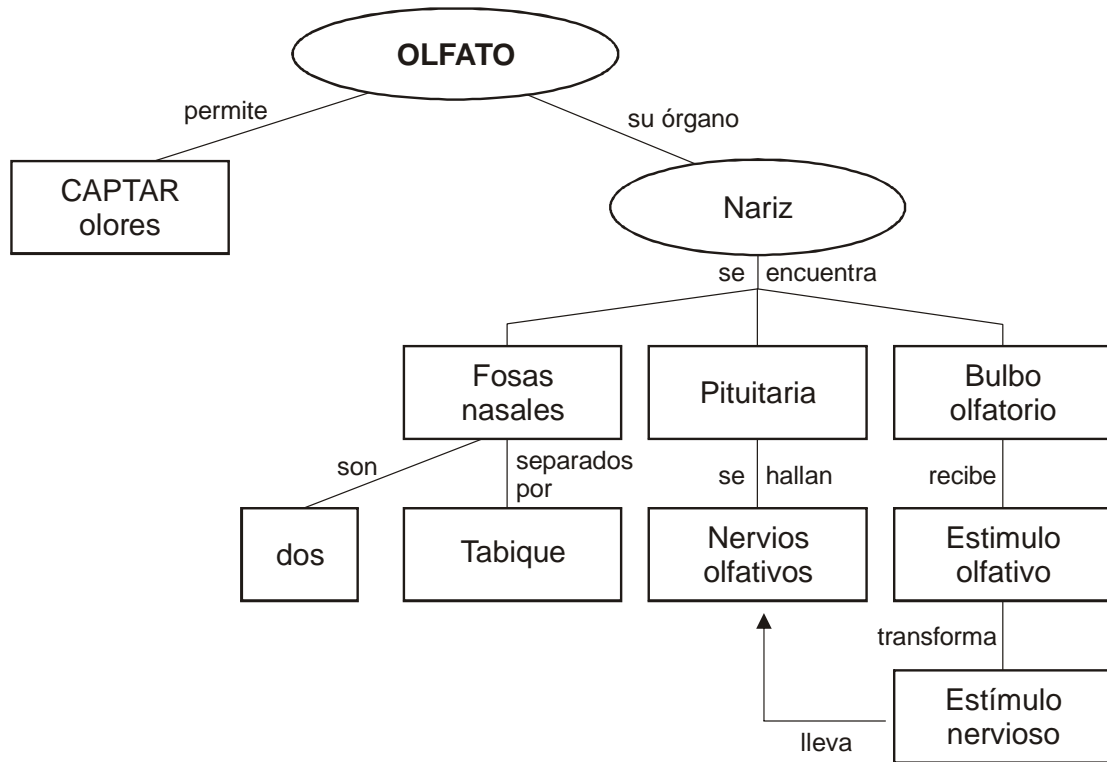 OLFATO
permite
su órgano
CAPTAR
olores
Nariz
se encuentra
Fosas
nasales
Pituitaria
Bulbo
olfatorio
son
separados
por
se hallan
recibe
dos
Tabique
Nervios
olfativos
Estimulo
olfativo
transforma
Estímulo
nervioso
lleva